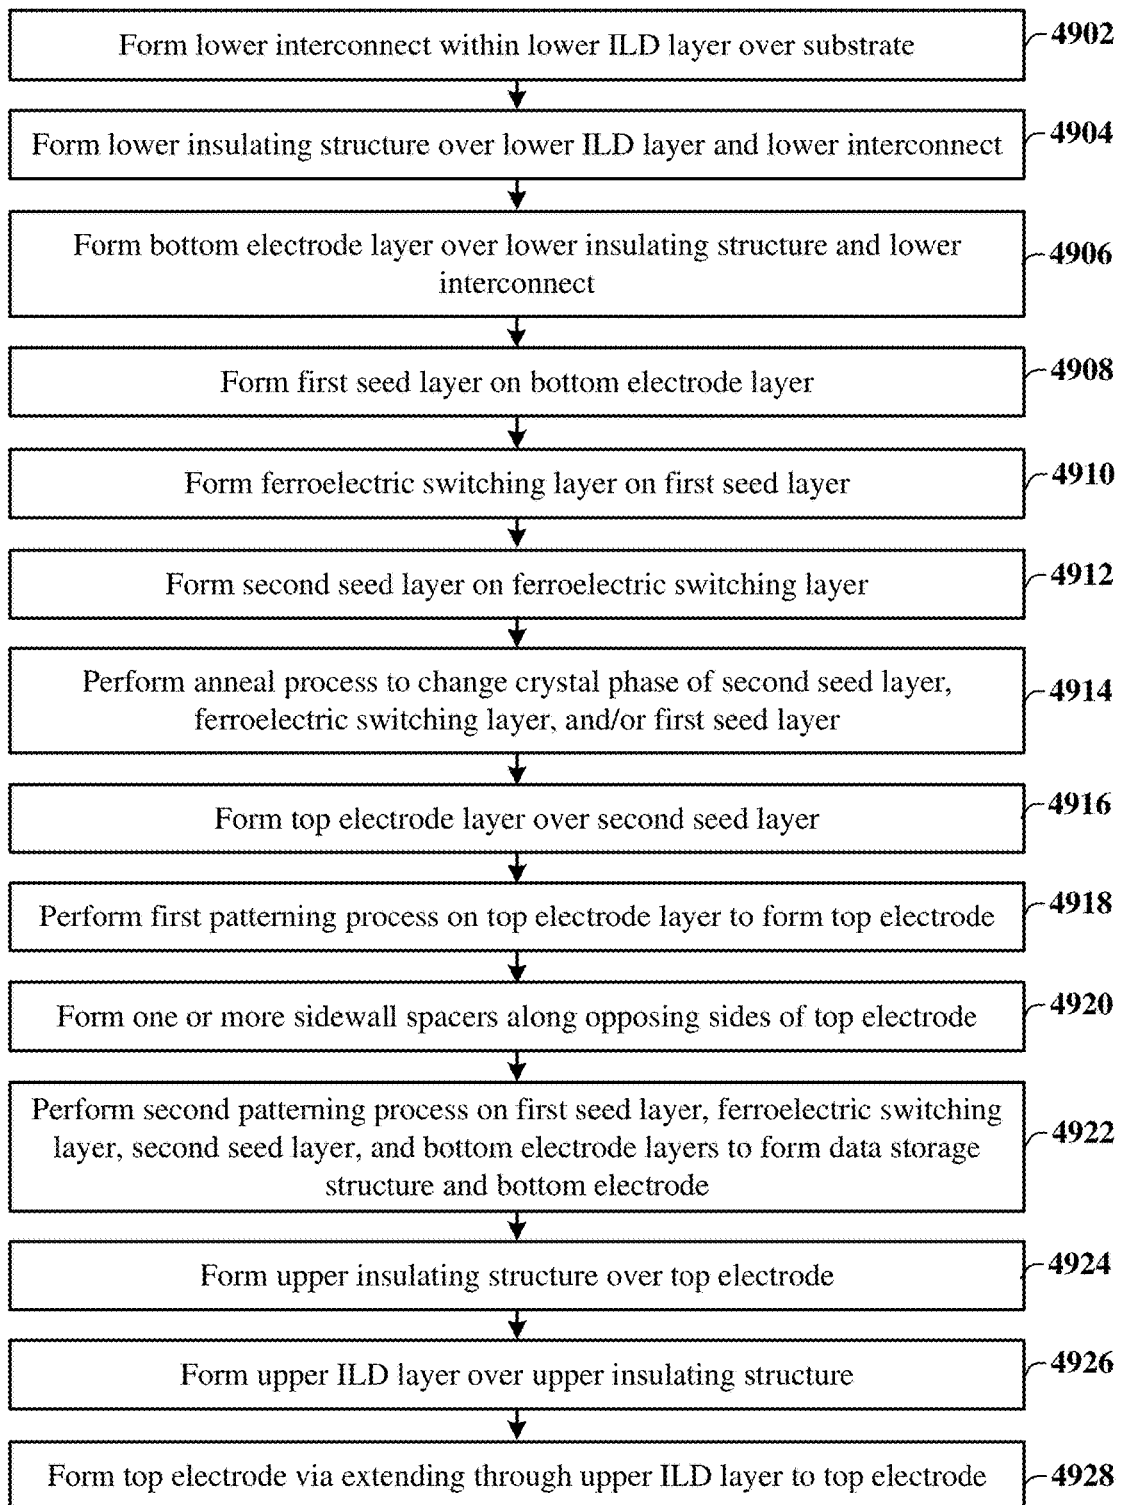 Form lower interconnect within lower ILD layer over substrate
4902
Form lower insulating structure over lower ILD layer and lower interconnect
4904
Form bottom electrode layer over lower insulating structure and lower
interconnect
4906
Form first seed layer on bottom electrode layer
4908
Form ferroelectric switching layer on first seed layer
4910
Form second seed layer on ferroelectric switching layer
4912
Perform anneal process to change crystal phase of second seed layer,
ferroelectric switching layer, and/or first seed layer
4914
Form top electrode layer over second seed layer
4916
Perform first patterning process on top electrode layer to form top electrode
4918
Form one or more sidewall spacers along opposing sides of top electrode
4920
Perform second patterning process on first seed layer, ferroelectric switching
layer, second seed layer, and bottom electrode layers to form data storage
structure and bottom electrode
4922
Form upper insulating structure over top electrode
4924
Form upper ILD layer over upper insulating structure
4926
Form top electrode via extending through upper ILD layer to top electrode
4928